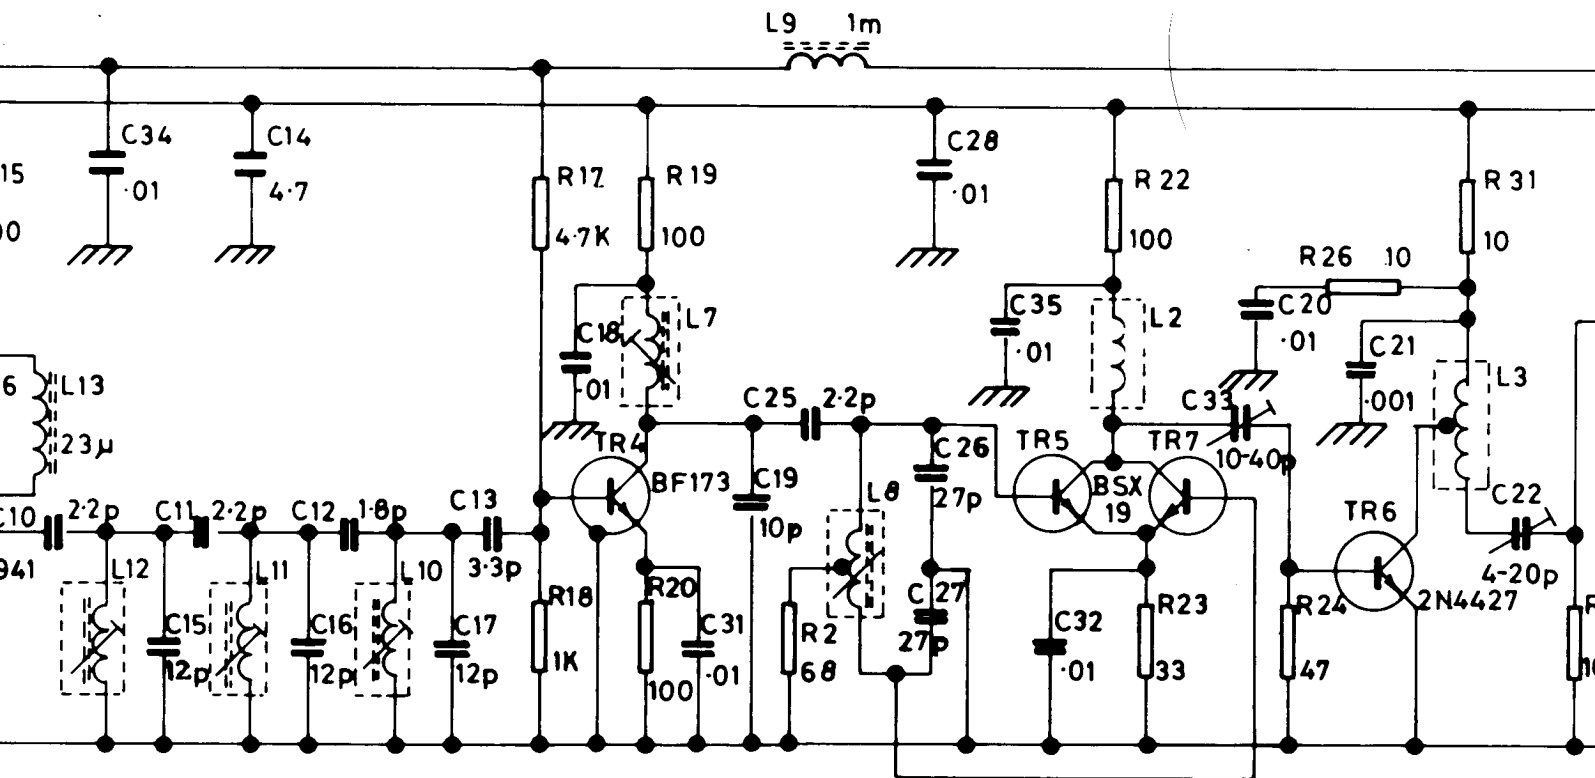 L9 1m
C34
·01
C14
4·7
15
00
R17
4·7K
R19
100
C28
·01
R22
100
R31
10
R26 10
C20
·01
C21
·001
L3
C35
·01
L2
C18
·01
L7
6
L13
23μ
C25 2·2p
C33
10-40p
TR4
BF173
C19
10p
L8
C26
27p
TR5
TR7
BSX
19
C10 2·2p
C11 2·2p
C12 1·8p
C13
3·3p
TR6
2N4427
C22
4-20p
941
L12
C15
12p
L11
C16
12p
L10
C17
12p
R18
1K
R20
100
C31
·01
R2
68
C27
27p
C32
·01
R23
33
R24
47
R
10